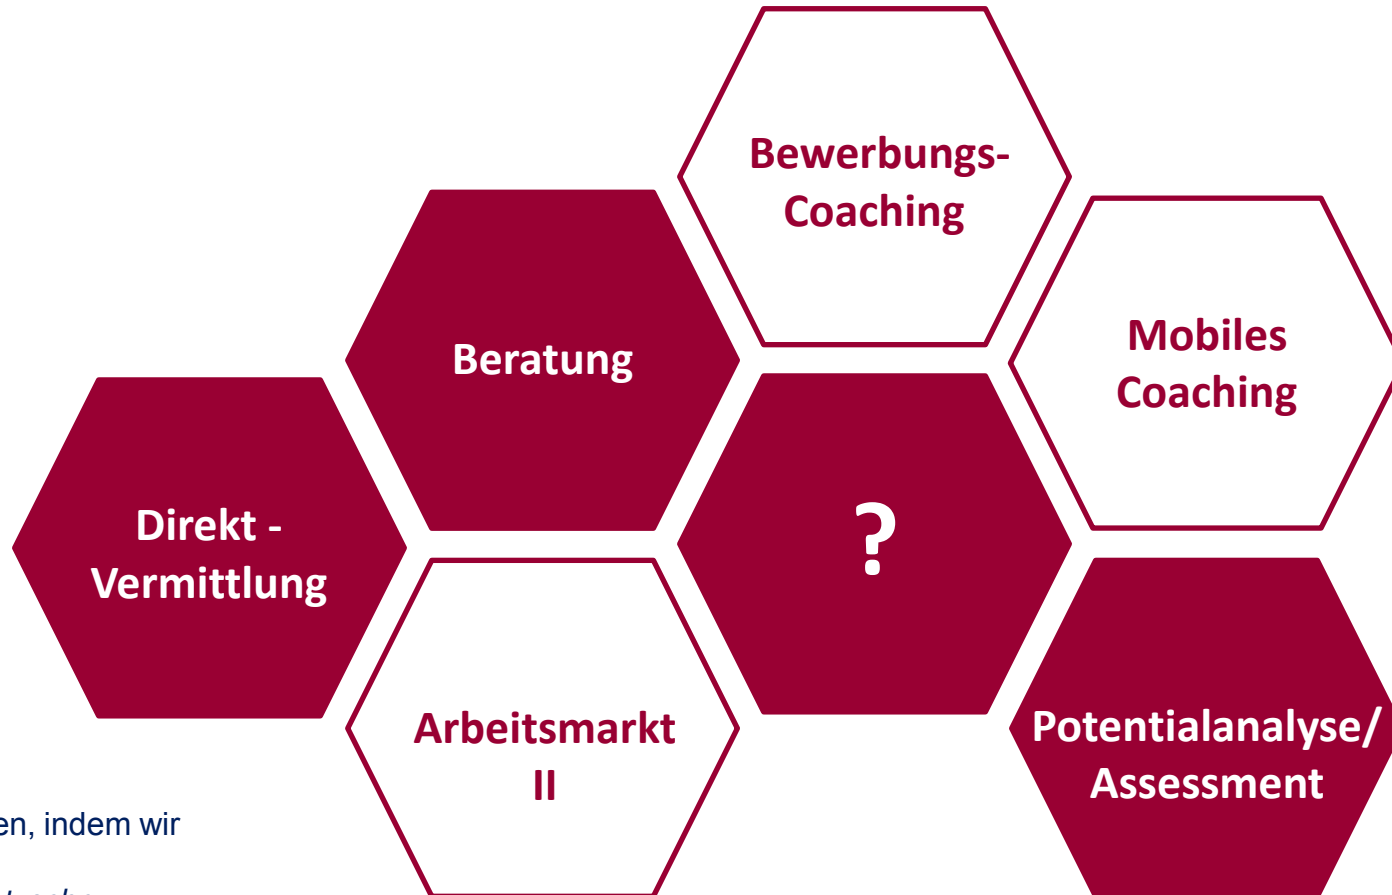 Bewerbungs-
Coaching
Beratung
Mobiles
Coaching
Direkt -
Vermittlung
?
Arbeitsmarkt
II
Potentialanalyse/
Assessment
en, indem wir